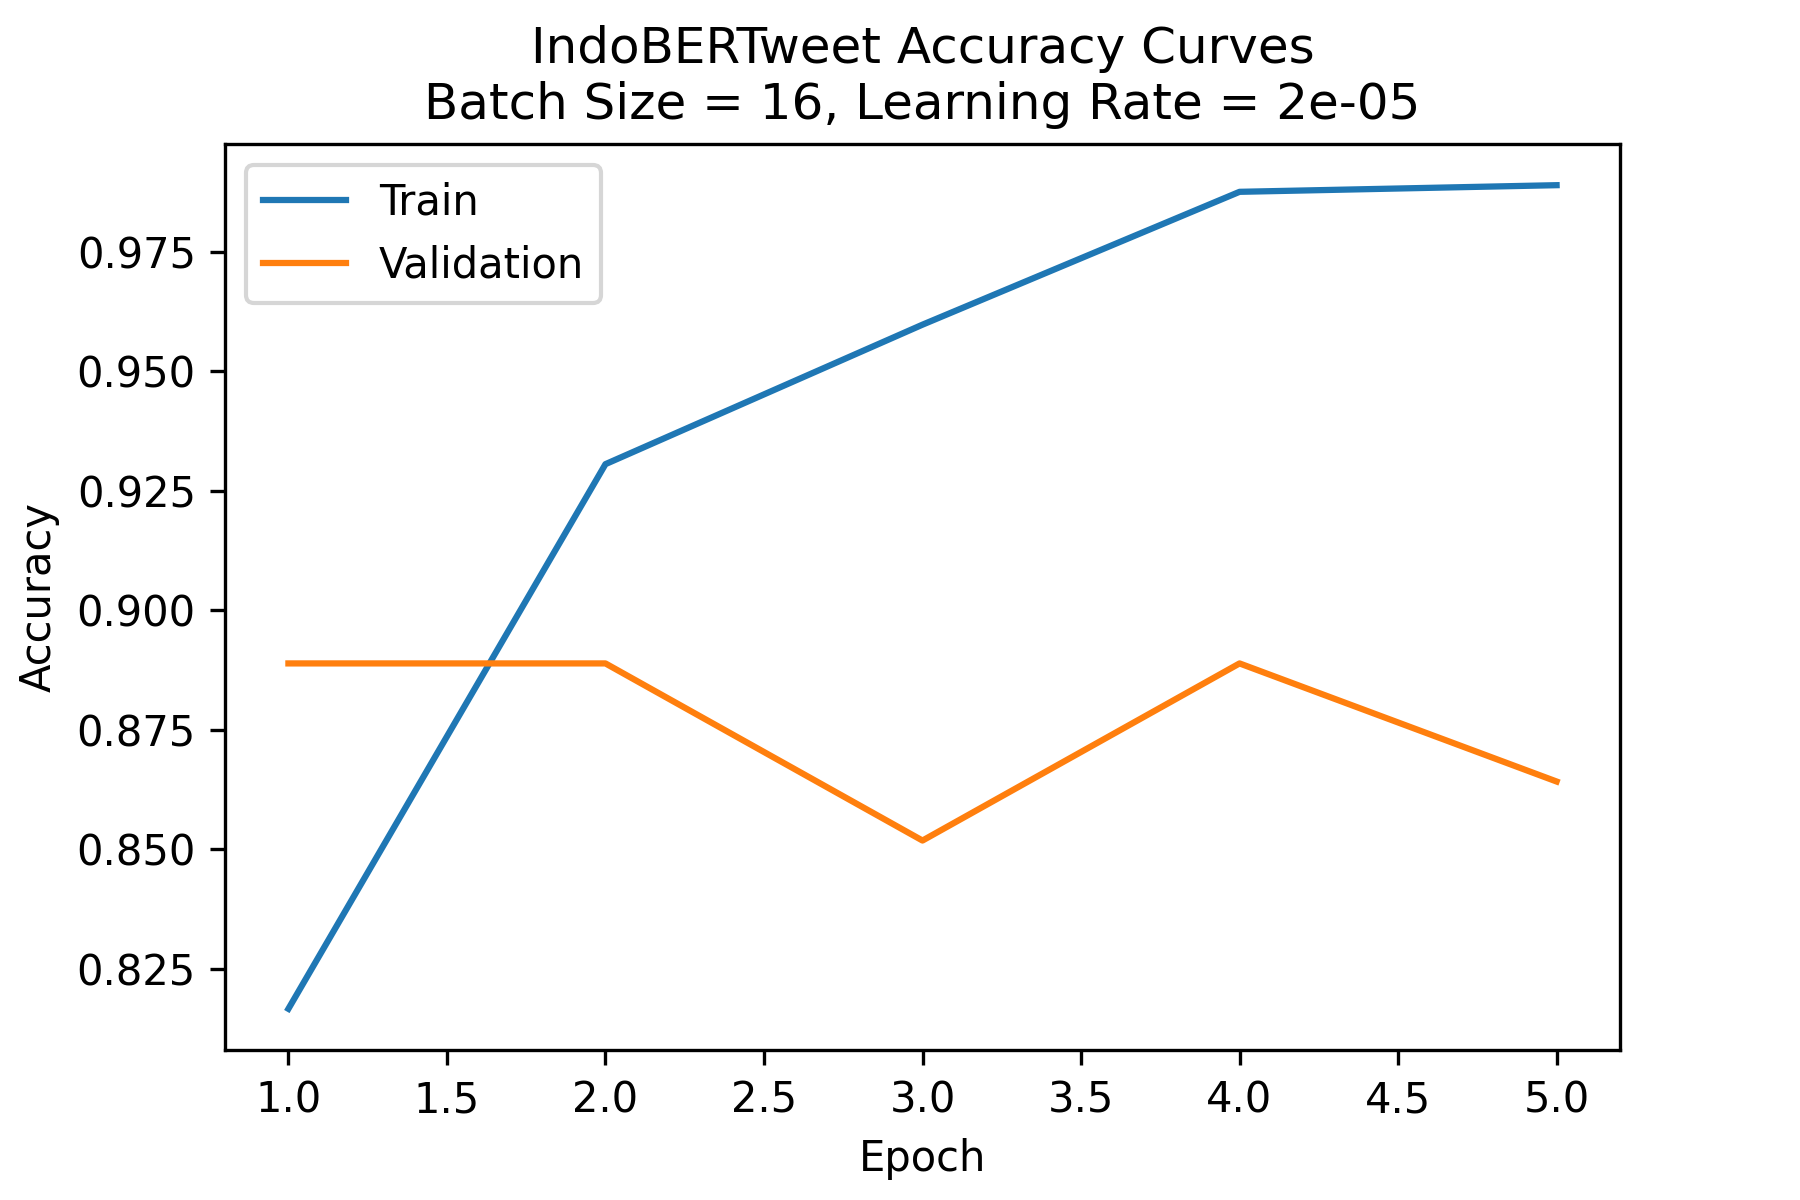 IndoBERTweet Accuracy Curves
Batch Size = 16, Learning Rate = 2e-05
Train
Validation
0.975
0.950
0.925
0.900
0.875
0.850
0.825
Accuracy
1.0 1.5 2.0 2.5 3.0 3.5 4.0 4.5 5.0
Epoch